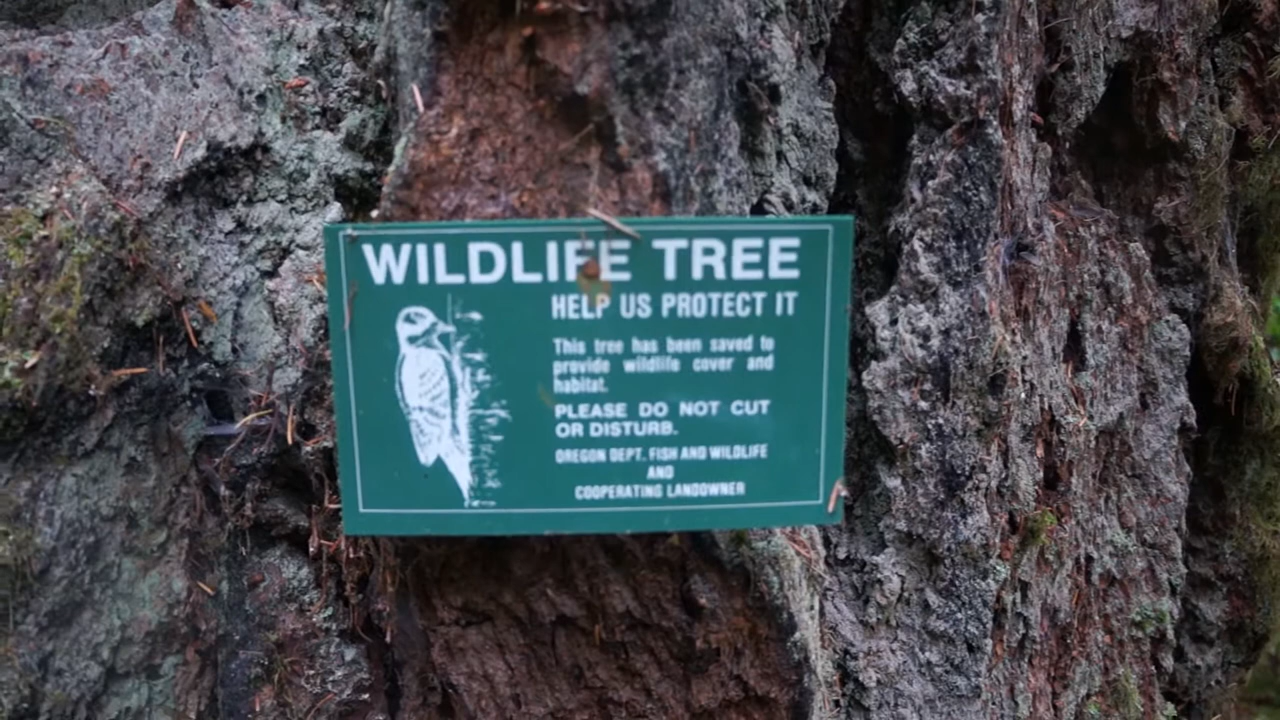 WILDLIFE TREE
HELP US PROTECT IT
This tree has been saved to
provide wildlife cover and
habitat.
PLEASE DO NOT CUT
OR DISTURB.
OREGON DEPT. FISH AND WILDLIFE
AND
COOPERATING LANDOWNER